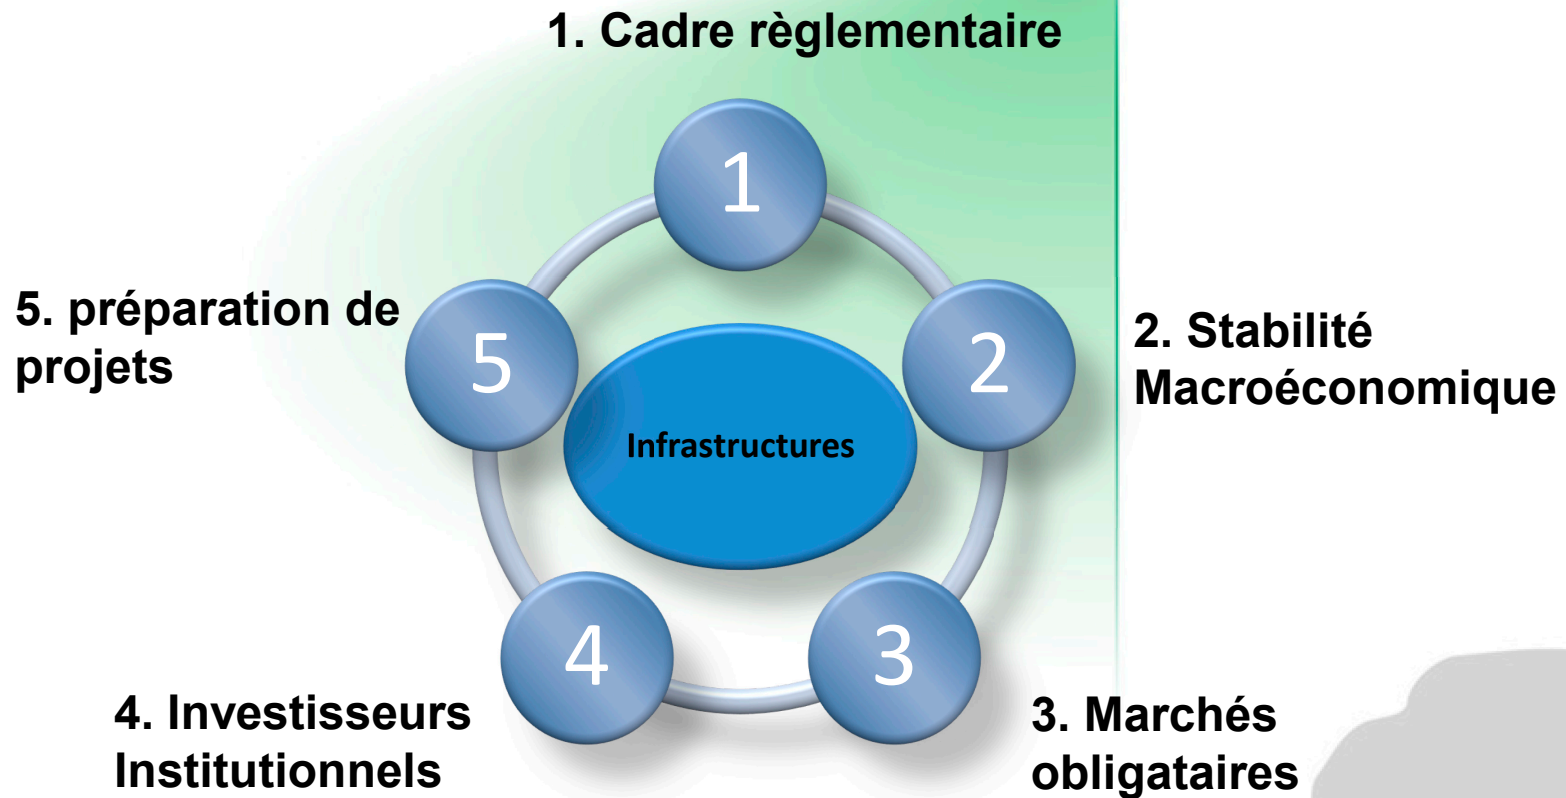 1. Cadre règlementaire
1
5. préparation de
projets
5
2
2. Stabilité
Macroéconomique
Infrastructures
4
3
4. Investisseurs
Institutionnels
3. Marchés
obligataires